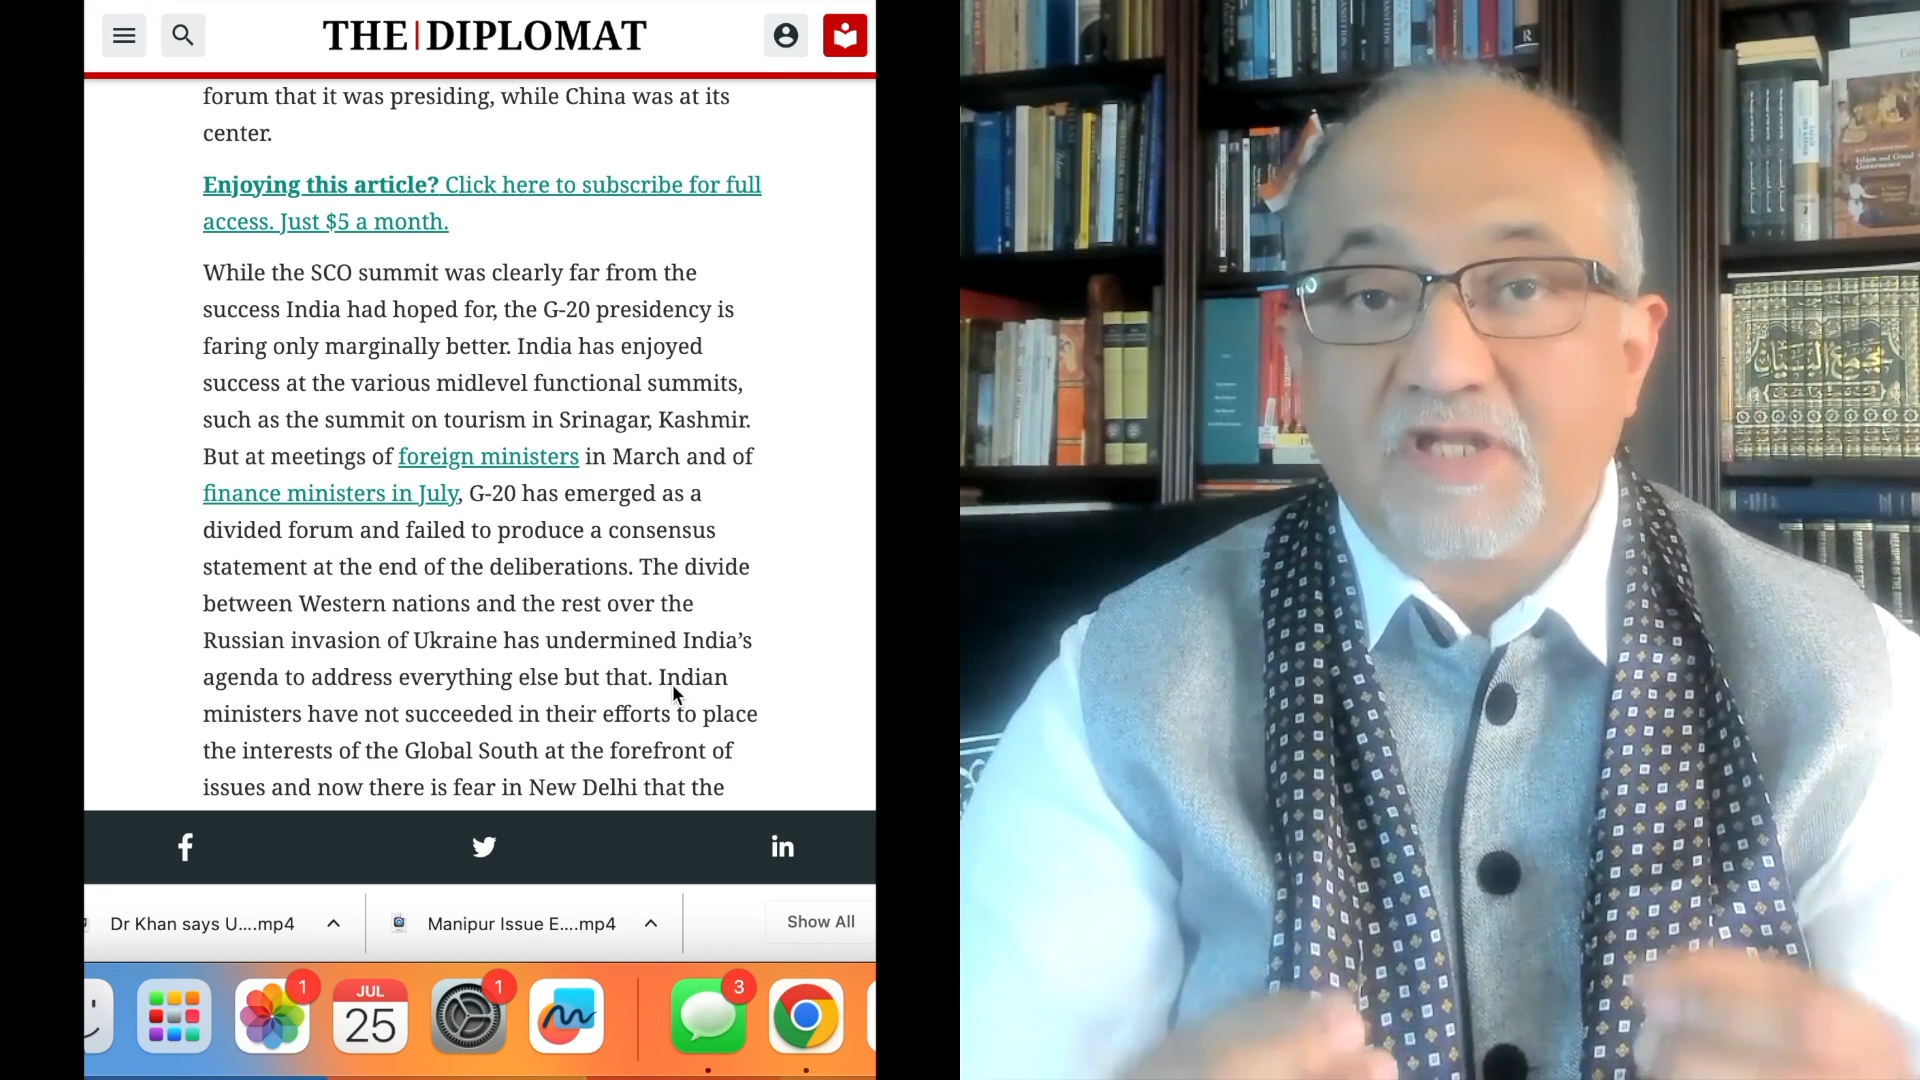 THE|DIPLOMAT
forum that it was presiding, while China was at its
center.
Enjoying this article? Click here to subscribe for full
access. Just $5 a month.
While the SCO summit was clearly far from the
success India had hoped for, the G-20 presidency is
faring only marginally better. India has enjoyed
success at the various midlevel functional summits,
such as the summit on tourism in Srinagar, Kashmir.
But at meetings of foreign ministers in March and of
finance ministers in July, G-20 has emerged as a
divided forum and failed to produce a consensus
statement at the end of the deliberations. The divide
between Western nations and the rest over the
Russian invasion of Ukraine has undermined India’s
agenda to address everything else but that. Indian
ministers have not succeeded in their efforts to place
the interests of the Global South at the forefront of
issues and now there is fear in New Delhi that the
Dr Khan says U....mp4
Manipur Issue E....mp4
Show All
1
JUL
25
1
3
R
Islam and Good
Governance